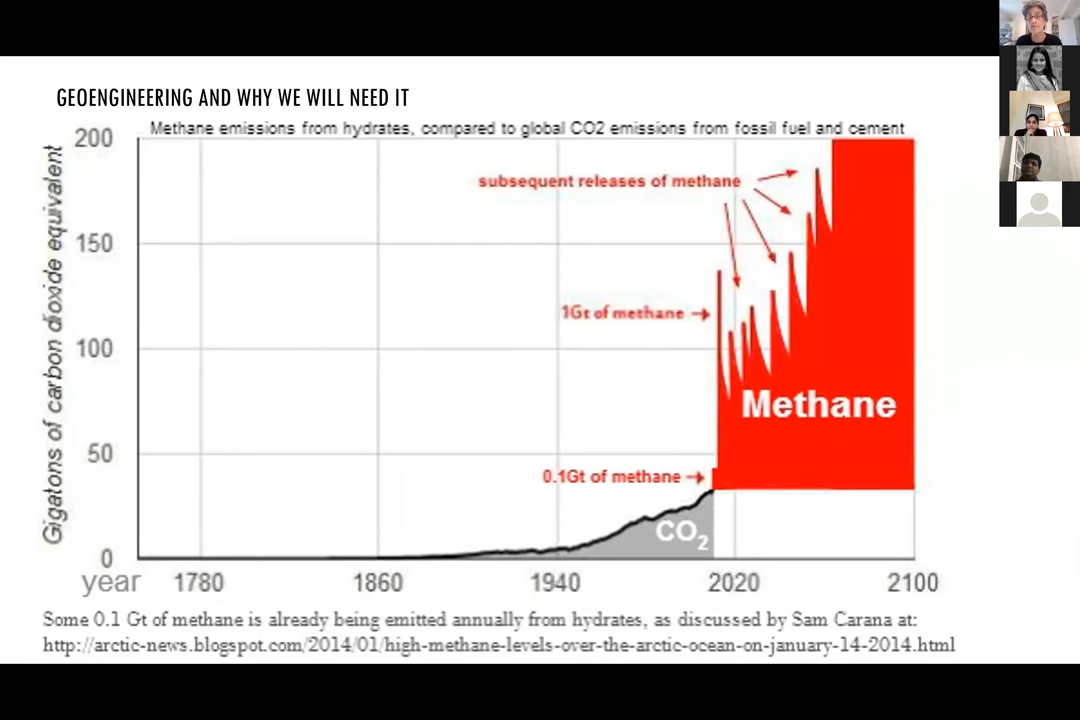 GEOENGINEERING AND WHY WE WILL NEED IT
Methane emissions from hydrates, compared to global CO2 emissions from fossil fuel and cement
Gigatons of carbon dioxide equivalent
200
150
100
50
0
subsequent releases of methane
1Gt of methane
Methane
0.1Gt of methane
CO2
year 1780 1860 1940 2020 2100
Some 0.1 Gt of methane is already being emitted annually from hydrates, as discussed by Sam Carana at:
http://arctic-news.blogspot.com/2014/01/high-methane-levels-over-the-arctic-ocean-on-january-14-2014.html